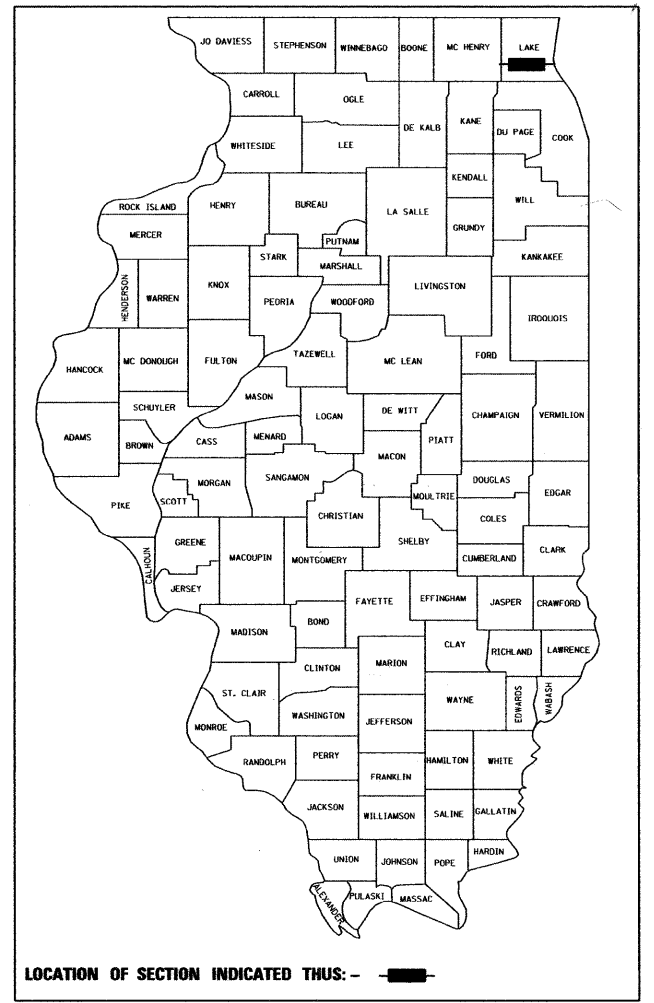 JO DAVIESS
STEPHENSON
WINNEBAGO
BOONE
MC HENRY
LAKE
CARROLL
OGLE
DE KALB
KANE
DU PAGE
COOK
WHITESIDE
LEE
KENDALL
WILL
ROCK ISLAND
HENRY
BUREAU
LA SALLE
GRUNDY
MERCER
PUTNAM
STARK
MARSHALL
KANKAKEE
HENDERSON
WARREN
KNOX
PEORIA
WOODFORD
LIVINGSTON
IROQUOIS
HANCOCK
MC DONOUGH
FULTON
TAZEWELL
MC LEAN
FORD
SCHUYLER
MASON
LOGAN
DE WITT
CHAMPAIGN
VERMILION
ADAMS
BROWN
CASS
MENARD
MACON
PIATT
PIKE
SCOTT
MORGAN
SANGAMON
CHRISTIAN
MOULTRIE
DOUGLAS
EDGAR
COLES
CALHOUN
GREENE
MACOUPIN
MONTGOMERY
SHELBY
CUMBERLAND
CLARK
JERSEY
FAYETTE
EFFINGHAM
JASPER
CRAWFORD
MADISON
BOND
CLAY
RICHLAND
LAWRENCE
CLINTON
MARION
ST. CLAIR
WAYNE
EDWARDS
WABASH
MONROE
WASHINGTON
JEFFERSON
RANDOLPH
PERRY
HAMILTON
WHITE
FRANKLIN
JACKSON
WILLIAMSON
SALINE
GALLATIN
UNION
JOHNSON
POPE
HARDIN
ALEXANDER
PULASKI
MASSAC
LOCATION OF SECTION INDICATED THUS: -